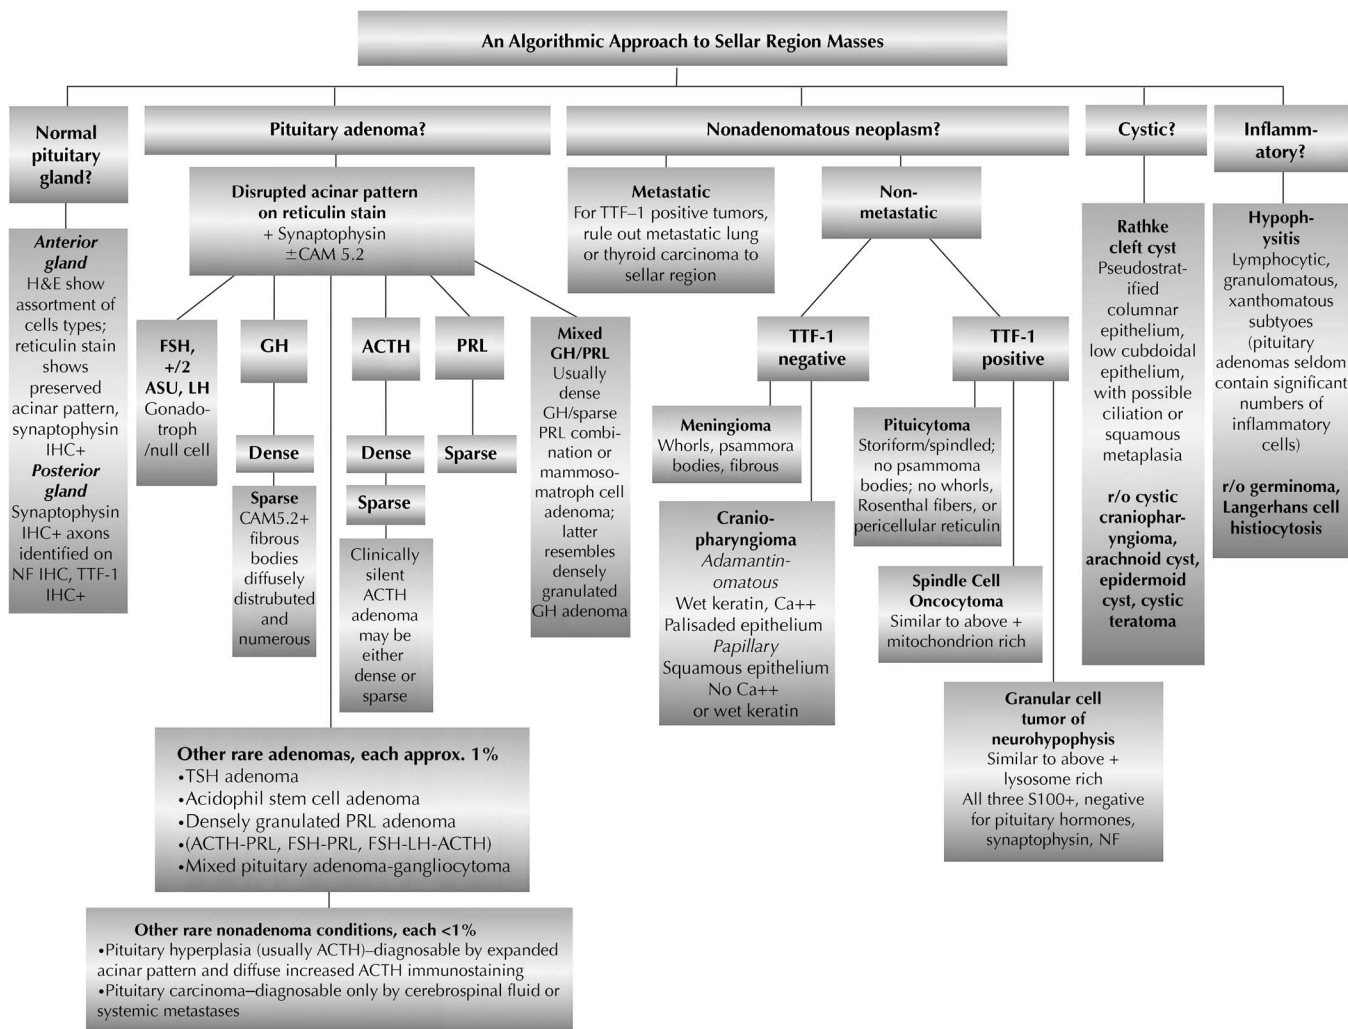 An Algorithmic Approach to Sellar Region Masses
Normal
pituitary
gland?
Anterior
gland
H&E show
assortment of
cells types;
reticulin stain
shows
preserved
acinar pattern,
synaptophysin
IHC+
Posterior
gland
Synaptophysin
IHC+ axons
identified on
NF IHC, TTF-1
IHC+
Pituitary adenoma?
Disrupted acinar pattern
on reticulin stain
+ Synaptophysin
±CAM 5.2
FSH,
+/2
ASU, LH
Gonado-
troph
/null cell
GH
Dense
Sparse
CAM5.2+
fibrous
bodies
diffusely
distrubuted
and
numerous
ACTH
Dense
Sparse
Clinically
silent
ACTH
adenoma
may be
either
dense or
sparse
PRL
Sparse
Mixed
GH/PRL
Usually
dense
GH/sparse
PRL combi-
nation or
mammoso-
matroph cell
adenoma;
latter
resembles
densely
granulated
GH adenoma
Other rare adenomas, each approx. 1%
•TSH adenoma
•Acidophil stem cell adenoma
•Densely granulated PRL adenoma
•(ACTH-PRL, FSH-PRL, FSH-LH-ACTH)
•Mixed pituitary adenoma-gangliocytoma
Other rare nonadenoma conditions, each <1%
•Pituitary hyperplasia (usually ACTH)–diagnosable by expanded
acinar pattern and diffuse increased ACTH immunostaining
•Pituitary carcinoma—diagnosable only by cerebrospinal fluid or
systemic metastases
Nonadenomatous neoplasm?
Metastatic
For TTF–1 positive tumors,
rule out metastatic lung
or thyroid carcinoma to
sellar region
Non-
metastatic
TTF-1
negative
Meningioma
Whorls, psammora
bodies, fibrous
Cranio-
pharyngioma
Adamantin-
omatous
Wet keratin, Ca++
Palisaded epithelium
Papillary
Squamous epithelium
No Ca++
or wet keratin
TTF-1
positive
Pituicytoma
Storiform/spindled;
no psammoma
bodies; no whorls,
Rosenthal fibers, or
pericellular reticulin
Spindle Cell
Oncocytoma
Similar to above +
mitochondrion rich
Granular cell
tumor of
neurohypophysis
Similar to above +
lysosome rich
All three S100+, negative
for pituitary hormones,
synaptophysin, NF
Cystic?
Rathke
cleft cyst
Pseudostrat-
ified
columnar
epithelium,
low cubdoidal
epithelium,
with possible
ciliation or
squamous
metaplasia
r/o cystic
craniophar-
yngioma,
arachnoid cyst,
epidermoid
cyst, cystic
teratoma
Inflamm-
atory?
Hypoph-
ysitis
Lymphocytic,
granulomatous,
xanthomatous
subtyoes
(pituitary
adenomas seldom
contain significant
numbers of
inflammatory
cells)
r/o germinoma,
Langerhans cell
histiocytosis